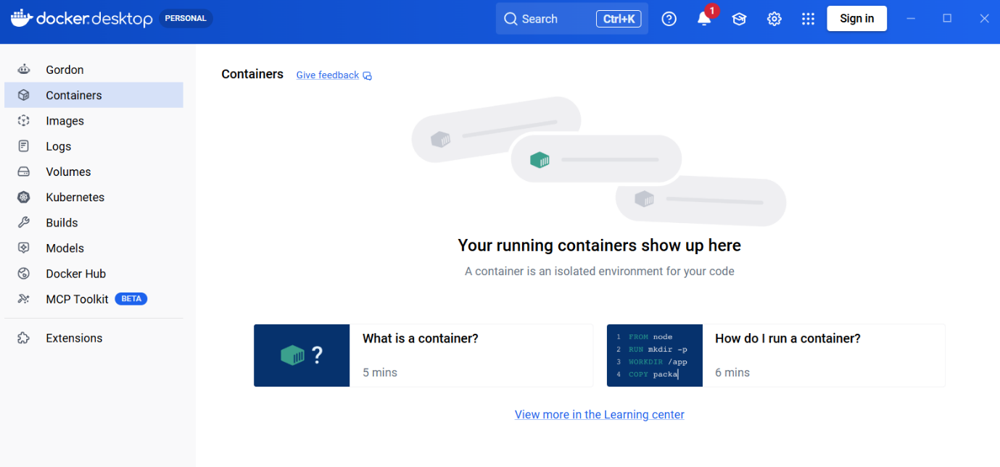 docker.desktop PERSONAL
Search Ctrl+K
1
Sign in
Gordon
Containers
Images
Logs
Volumes
Kubernetes
Builds
Models
Docker Hub
MCP Toolkit BETA
Extensions
Containers Give feedback
Your running containers show up here
A container is an isolated environment for your code
?
What is a container?
5 mins
1 FROM node
2 RUN mkdir -p
3 WORKDIR /app
4 COPY packa
How do I run a container?
6 mins
View more in the Learning center